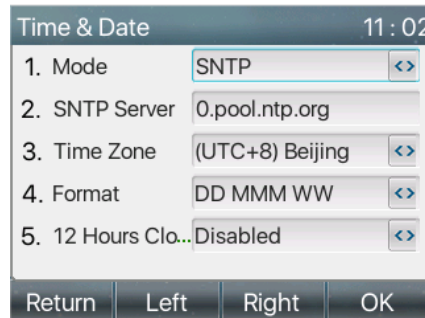 Time & Date 11:02
1. Mode SNTP <>
2. SNTP Server 0.pool.ntp.org
3. Time Zone (UTC+8) Beijing <>
4. Format DD MMM WW <>
5. 12 Hours Clo... Disabled <>
Return Left Right OK